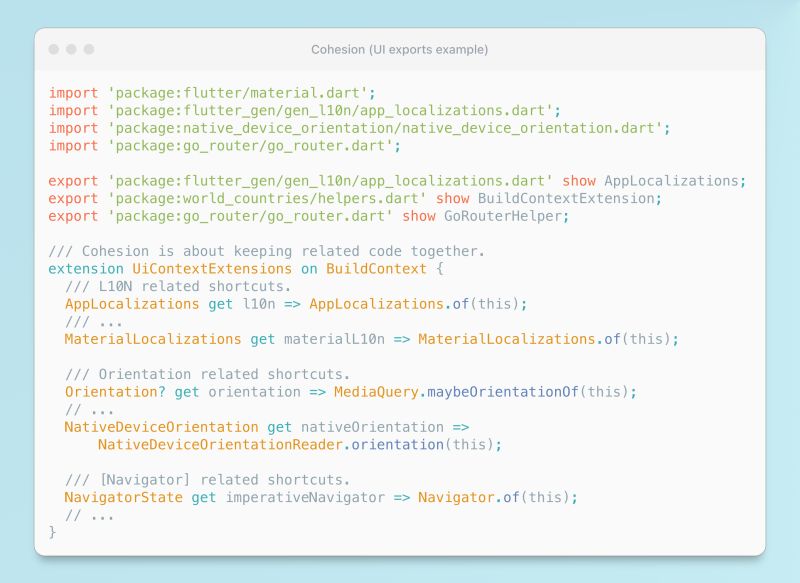 Cohesion (UI exports example)
import 'package:flutter/material.dart';
import 'package:flutter_gen/gen_l10n/app_localizations.dart';
import 'package:native_device_orientation/native_device_orientation.dart';
import 'package:go_router/go_router.dart';
export 'package:flutter_gen/gen_l10n/app_localizations.dart' show AppLocalizations;
export 'package:world_countries/helpers.dart' show BuildContextExtension;
export 'package:go_router/go_router.dart' show GoRouterHelper;
/// Cohesion is about keeping related code together.
extension UiContextExtensions on BuildContext {
  /// L10N related shortcuts.
  AppLocalizations get l10n => AppLocalizations.of(this);
  /// ...
  MaterialLocalizations get materialL10n => MaterialLocalizations.of(this);
  /// Orientation related shortcuts.
  Orientation? get orientation => MediaQuery.maybeOrientationOf(this);
  // ...
  NativeDeviceOrientation get nativeOrientation =>
      NativeDeviceOrientationReader.orientation(this);
  /// [Navigator] related shortcuts.
  NavigatorState get imperativeNavigator => Navigator.of(this);
  // ...
}